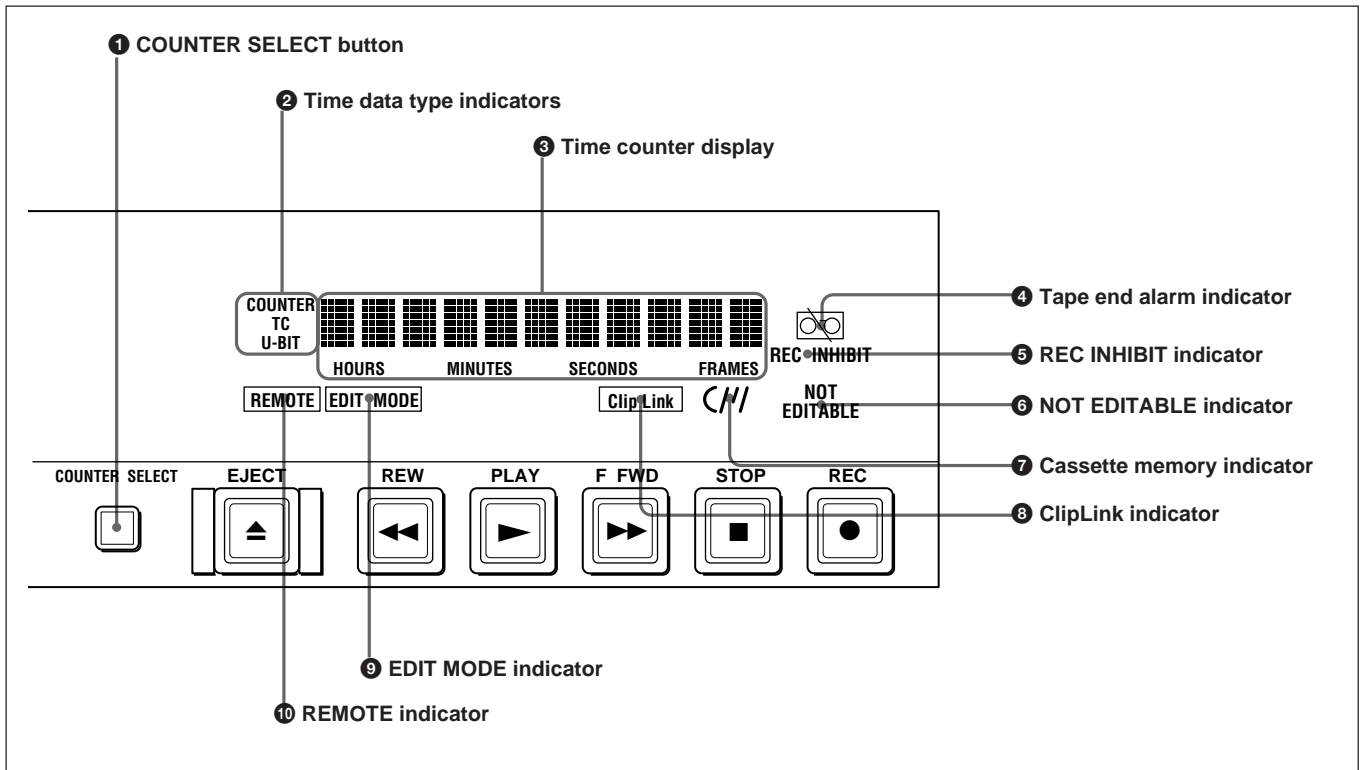 ❶ COUNTER SELECT button
❷ Time data type indicators
❸ Time counter display
COUNTER
TC
U-BIT
HOURS MINUTES SECONDS FRAMES
❹ Tape end alarm indicator
REC INHIBIT
❺ REC INHIBIT indicator
REMOTE EDIT MODE Clip Link
NOT
EDITABLE
❻ NOT EDITABLE indicator
❼ Cassette memory indicator
COUNTER SELECT EJECT REW PLAY F FWD STOP REC
❽ ClipLink indicator
❾ EDIT MODE indicator
❿ REMOTE indicator